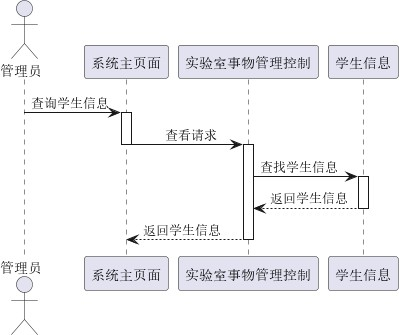 管理员
系统主页面
实验室事物管理控制
学生信息
查询学生信息
查看请求
查找学生信息
返回学生信息
返回学生信息
管理员
系统主页面
实验室事物管理控制
学生信息